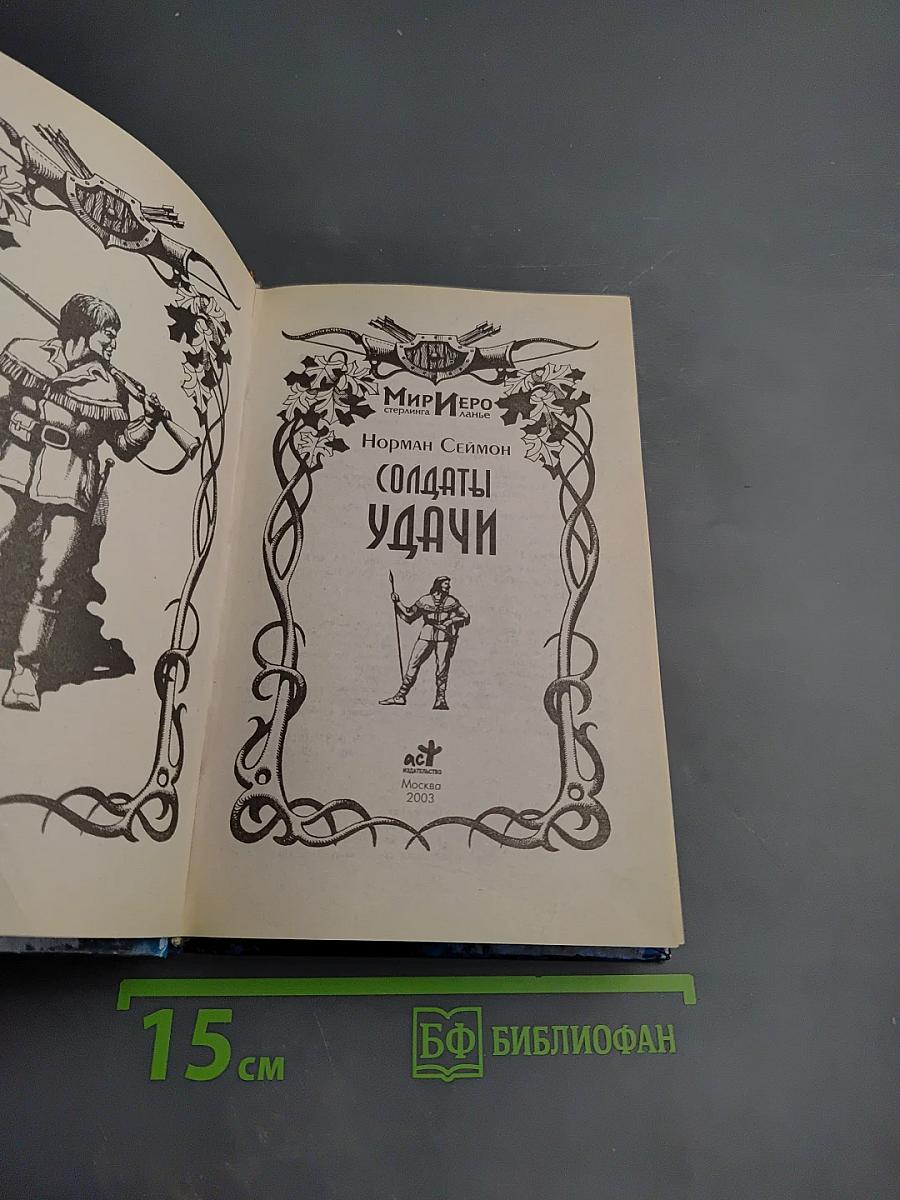 Мир Иеро
стерлинга ланье
Норман Сеймон
СОЛДАТЫ
УДАЧИ
аст
издательство
Москва
2003
15 см
БФ БИБЛИОФАН